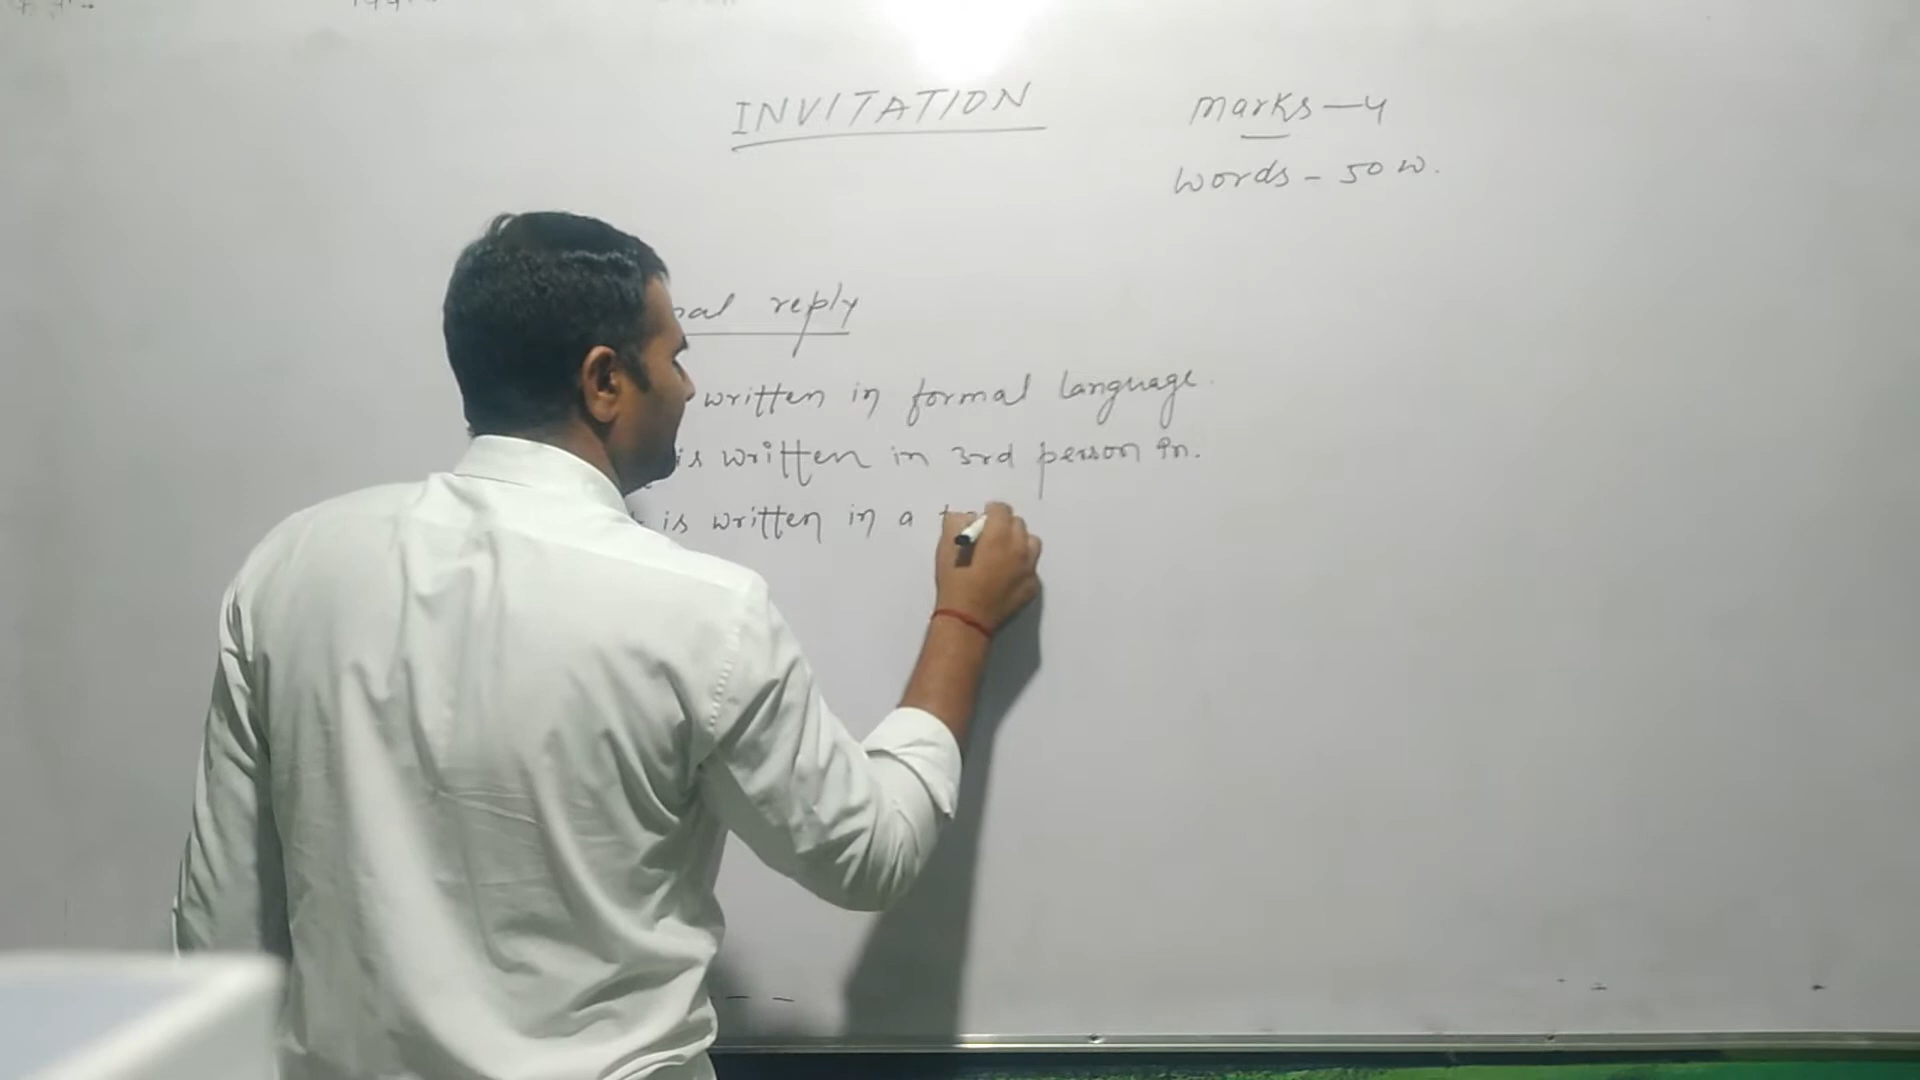 INVITATION
marks - 4
words - 50 w.
reply
written in formal language.
is written in 3rd person in.
is written in a